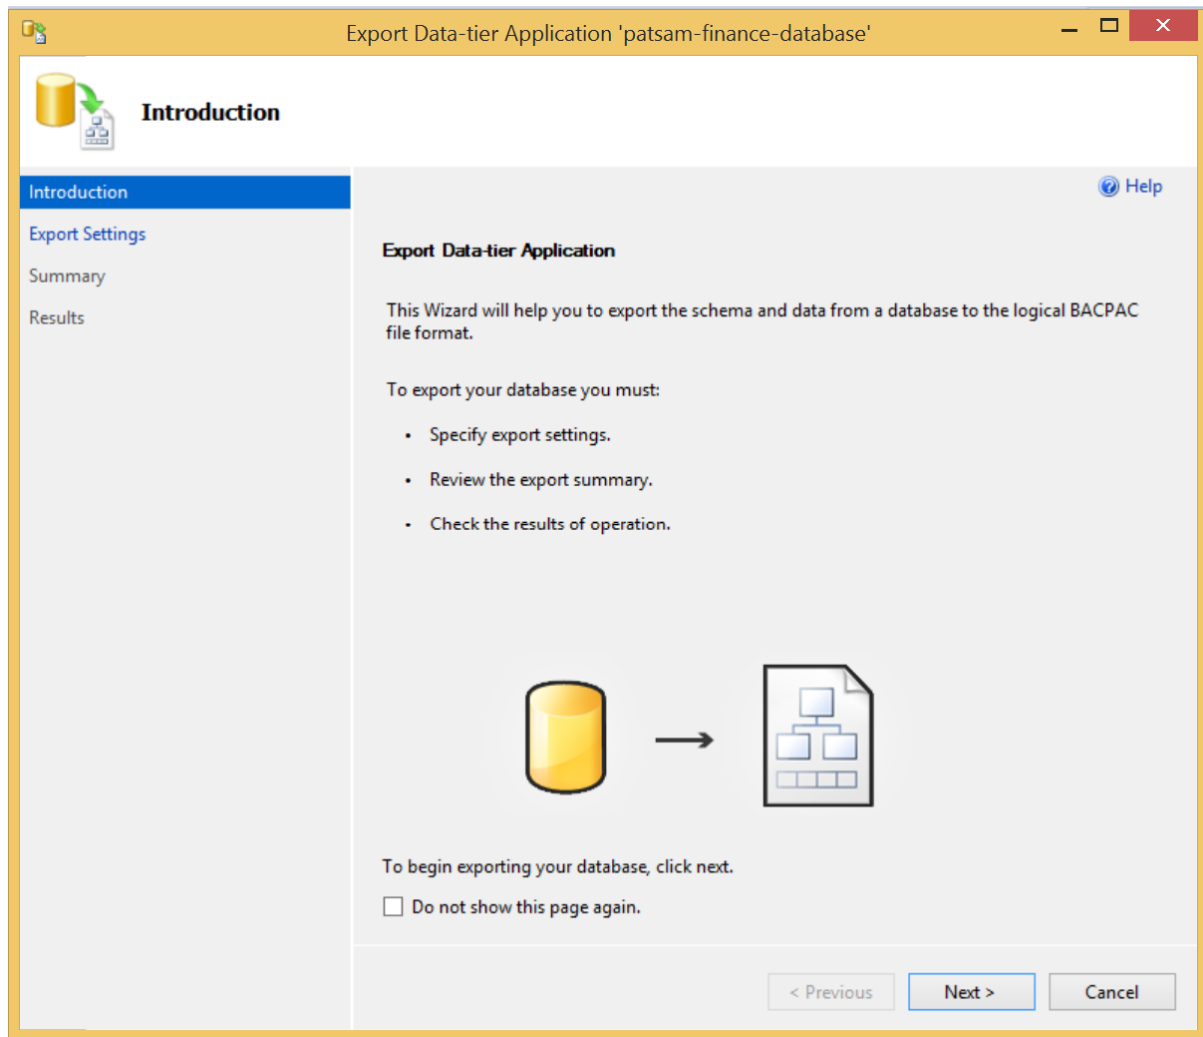 Export Data-tier Application 'patsam-finance-database'
Introduction
Introduction
Export Settings
Summary
Results
Help
Export Data-tier Application
This Wizard will help you to export the schema and data from a database to the logical BACPAC
file format.
To export your database you must:
• Specify export settings.
• Review the export summary.
• Check the results of operation.
To begin exporting your database, click next.
Do not show this page again.
< Previous
Next >
Cancel